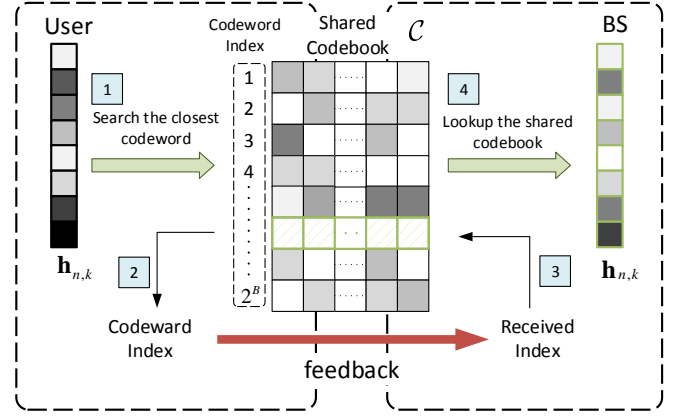 User
Codeword
Index
Shared
Codebook
𝒞
BS
1
Search the closest
codeword
1
2
3
4
2^B
4
Lookup the shared
codebook
h_{n,k}
2
Codeward
Index
3
Received
Index
h_{n,k}
feedback